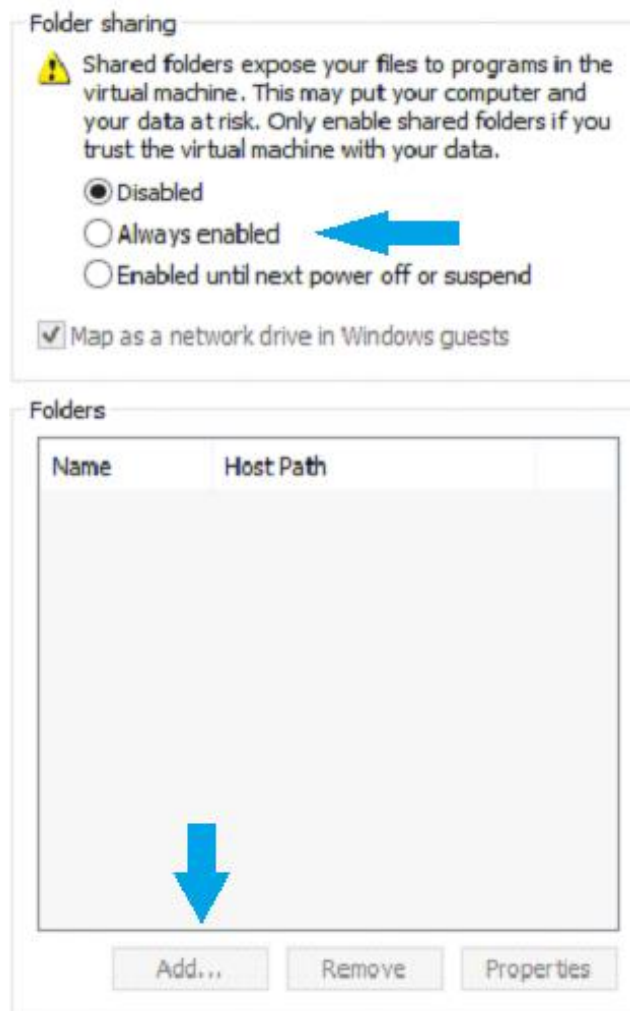 Folder sharing
Shared folders expose your files to programs in the
virtual machine. This may put your computer and
your data at risk. Only enable shared folders if you
trust the virtual machine with your data.
Disabled
Always enabled
Enabled until next power off or suspend
Map as a network drive in Windows guests
Folders
Name Host Path
Add... Remove Properties